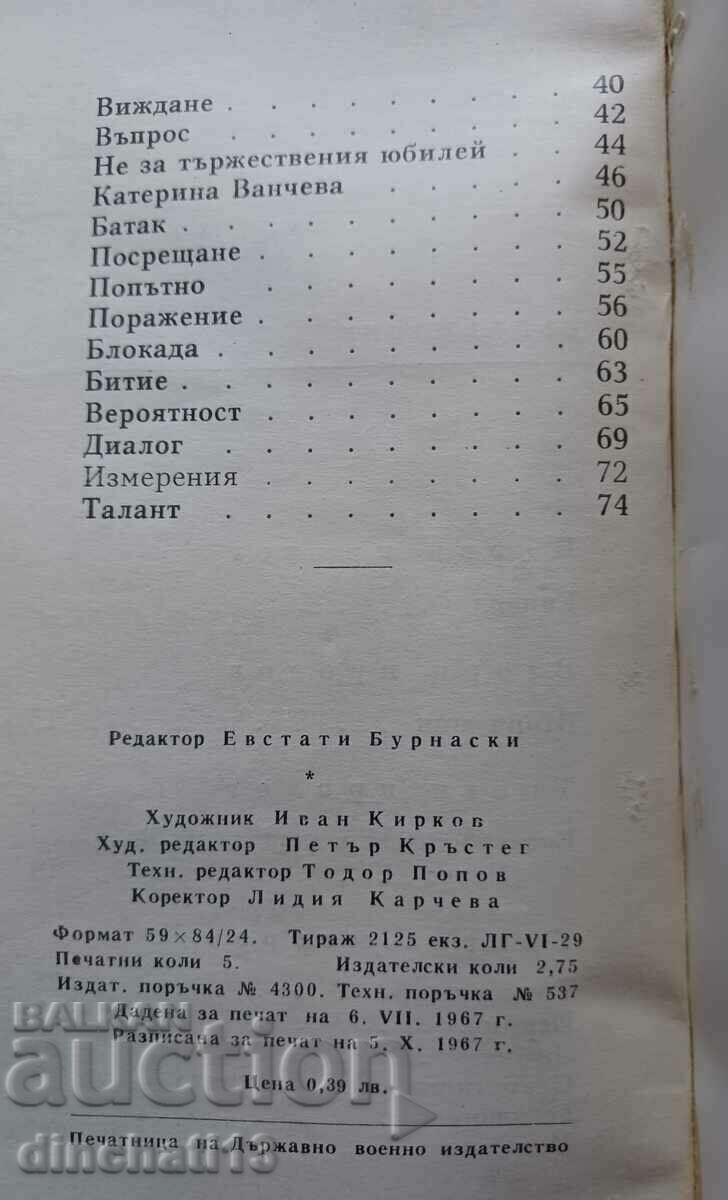 Виждане . . . . . . . . . 40
Въпрос . . . . . . . . . 42
Не за тържествения юбилей . . 44
Катерина Ванчева . . . . . 46
Батак . . . . . . . . . . 50
Посрещане . . . . . . . . 52
Попътно . . . . . . . . 55
Поражение . . . . . . . . 56
Блокада . . . . . . . . . 60
Битие . . . . . . . . . . 63
Вероятност . . . . . . . . 65
Диалог . . . . . . . . . 69
Измерения . . . . . . . . 72
Талант . . . . . . . . . 74
Редактор Евстати Бурнаски
*
Художник Иван Кирков
Худ. редактор Петър Кръстег
Техн. редактор Тодор Попов
Коректор Лидия Карчева
Формат 59×84/24. Тираж 2125 екз. ЛГ-VI-29
Печатни коли 5. Издателски коли 2,75
Издат. поръчка № 4300. Техн. поръчка № 537
Дадена за печат на 6. VII. 1967 г.
Разписана за печат на 5. X. 1967 г.
Цена 0,39 лв.
Печатница на Държавно военно издателство
BALKAN
auction
dinchati13